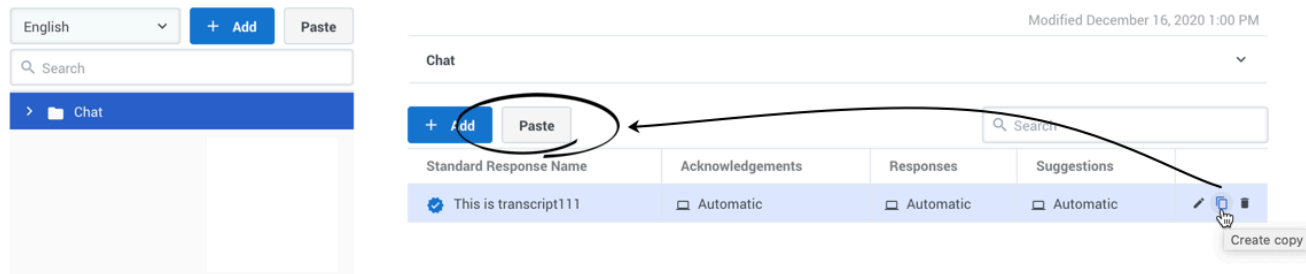 English
+ Add
Paste
Search
Chat
Modified December 16, 2020 1:00 PM
Chat
+ Add
Paste
Search
Standard Response Name Acknowledgements Responses Suggestions
This is transcript111 Automatic Automatic Automatic
Create copy